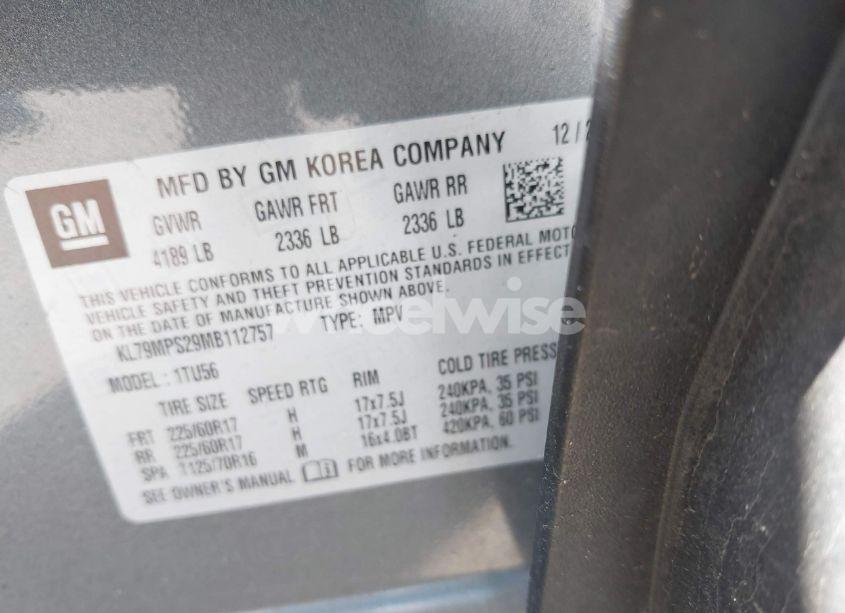 MFD BY GM KOREA COMPANY 12 / 2
GM
GVWR GAWR FRT GAWR RR
4189 LB 2336 LB 2336 LB
THIS VEHICLE CONFORMS TO ALL APPLICABLE U.S. FEDERAL MOTO
VEHICLE SAFETY AND THEFT PREVENTION STANDARDS IN EFFECT
ON THE DATE OF MANUFACTURE SHOWN ABOVE.
KL79MPS29MB112757 TYPE: MPV
MODEL: 1TU56
TIRE SIZE SPEED RTG RIM COLD TIRE PRESS
FRT 225/60R17 H 17x7.5J 240KPA, 35 PSI
RR 225/60R17 H 17x7.5J 240KPA, 35 PSI
SPA T125/70R16 M 16x4.0BT 420KPA, 60 PSI
SEE OWNER'S MANUAL FOR MORE INFORMATION.